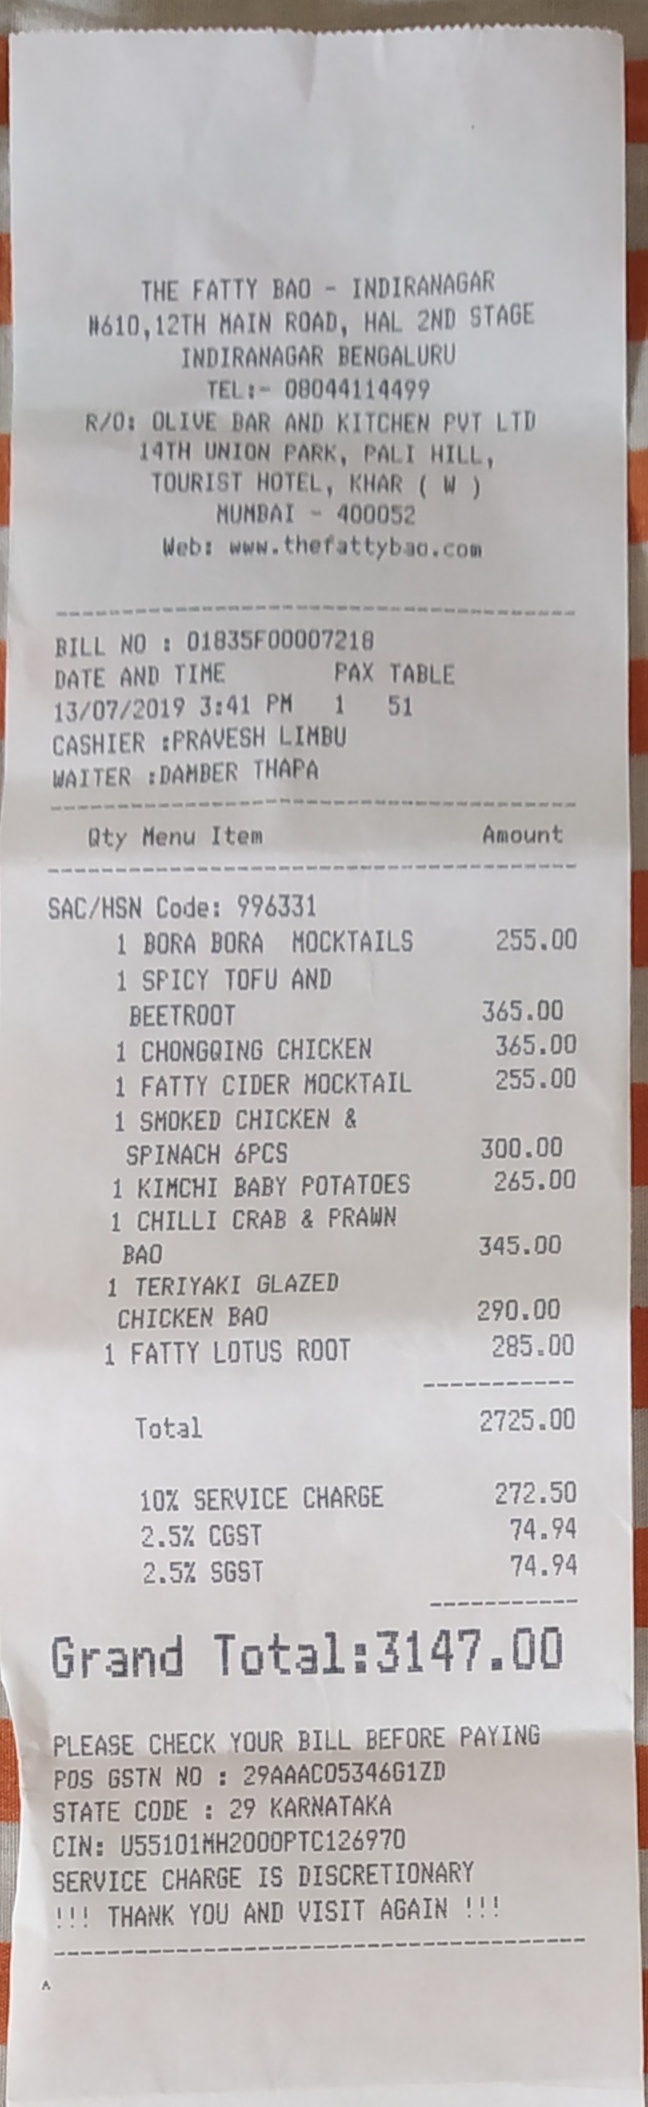 THE FATTY BAO - INDIRANAGAR
#610,12TH MAIN ROAD, HAL 2ND STAGE
INDIRANAGAR BENGALURU
TEL:- 08044114499
R/O: OLIVE BAR AND KITCHEN PVT LTD
14TH UNION PARK, PALI HILL,
TOURIST HOTEL, KHAR ( W )
MUMBAI - 400052
Web: www.thefattybao.com
BILL NO : 01835F00007218
DATE AND TIME PAX TABLE
13/07/2019 3:41 PM 1 51
CASHIER :PRAVESH LIMBU
WAITER :DAMBER THAPA
Qty Menu Item Amount
SAC/HSN Code: 996331
1 BORA BORA MOCKTAILS 255.00
1 SPICY TOFU AND
BEETROOT 365.00
1 CHONGQING CHICKEN 365.00
1 FATTY CIDER MOCKTAIL 255.00
1 SMOKED CHICKEN &
SPINACH 6PCS 300.00
1 KIMCHI BABY POTATOES 265.00
1 CHILLI CRAB & PRAWN
BAO 345.00
1 TERIYAKI GLAZED
CHICKEN BAO 290.00
1 FATTY LOTUS ROOT 285.00
Total 2725.00
10% SERVICE CHARGE 272.50
2.5% CGST 74.94
2.5% SGST 74.94
Grand Total:3147.00
PLEASE CHECK YOUR BILL BEFORE PAYING
POS GSTN NO : 29AAACO5346G1ZD
STATE CODE : 29 KARNATAKA
CIN: U55101MH2000PTC126970
SERVICE CHARGE IS DISCRETIONARY
!!! THANK YOU AND VISIT AGAIN !!!
^